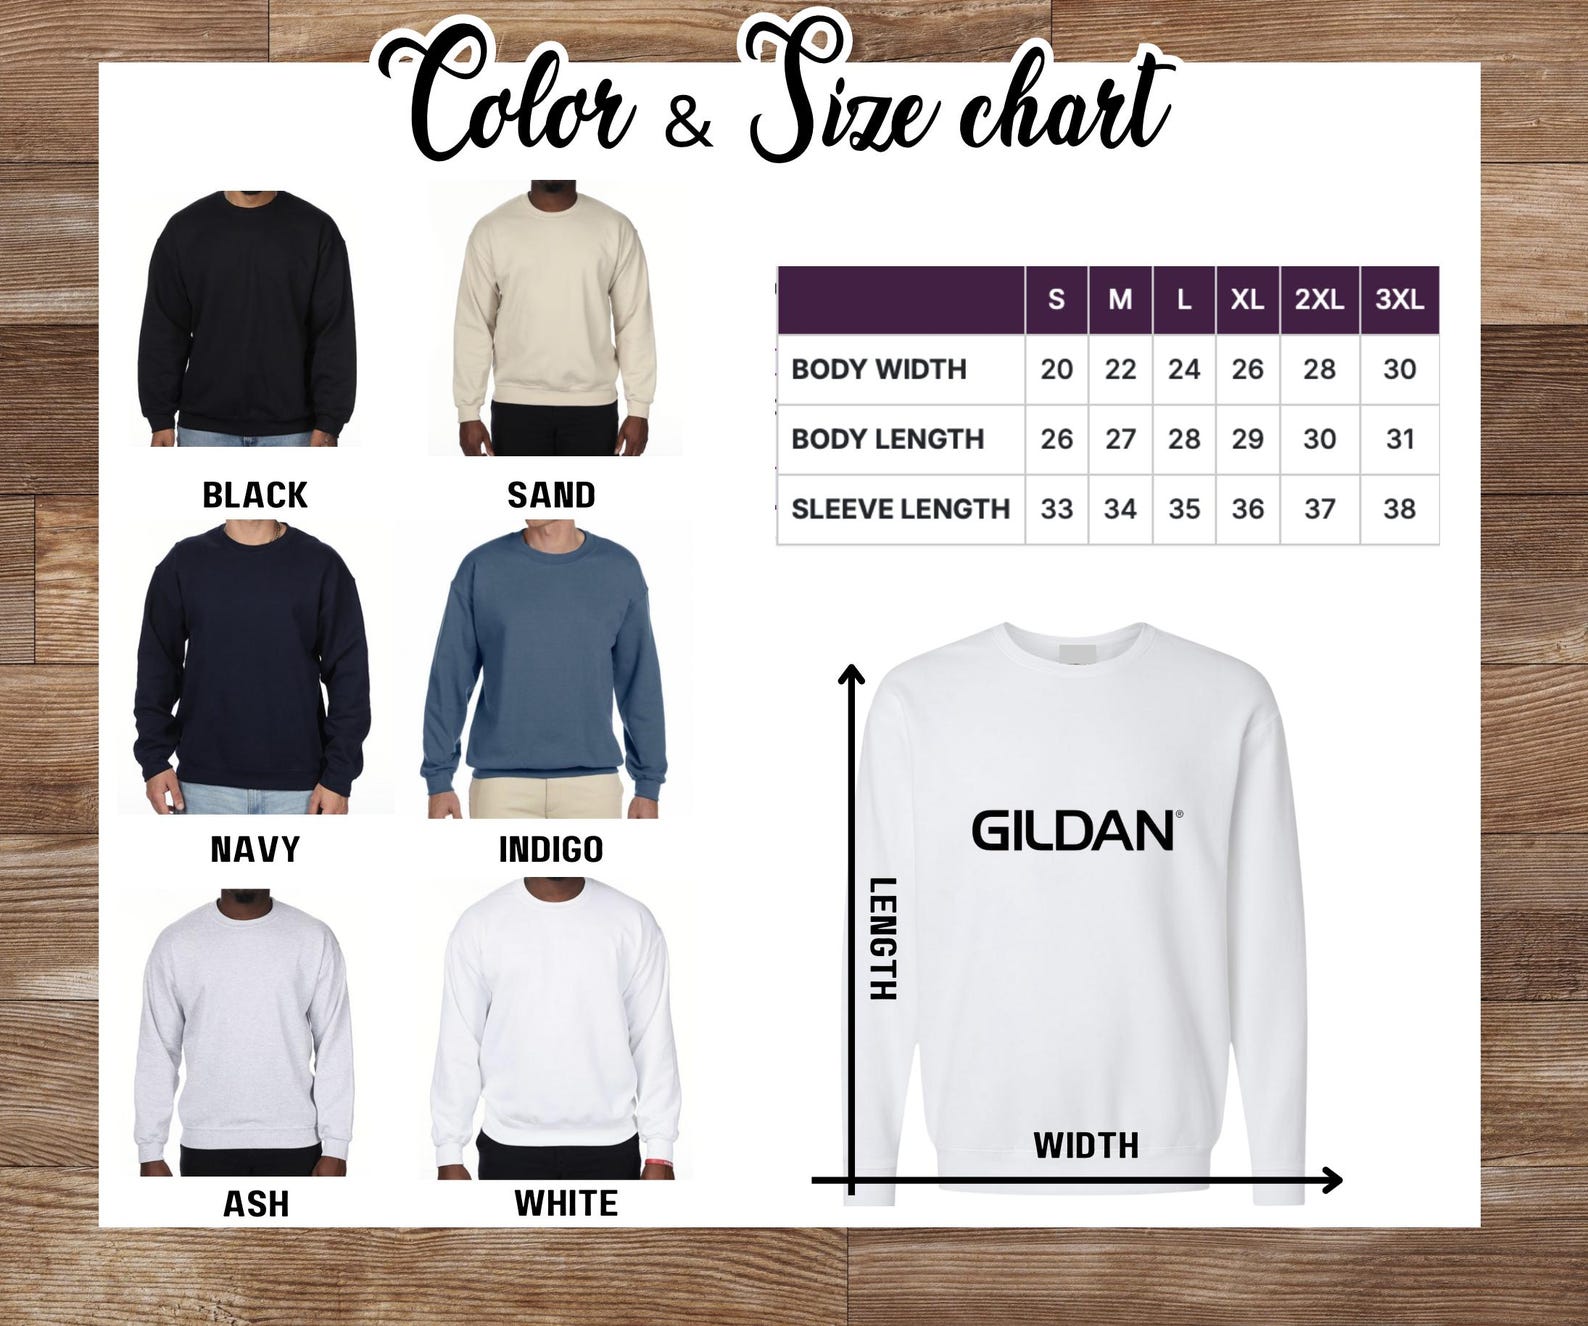 Color & Size chart
BLACK
SAND
NAVY
INDIGO
ASH
WHITE
S M L XL 2XL 3XL
BODY WIDTH 20 22 24 26 28 30
BODY LENGTH 26 27 28 29 30 31
SLEEVE LENGTH 33 34 35 36 37 38
GILDAN®
LENGTH
WIDTH